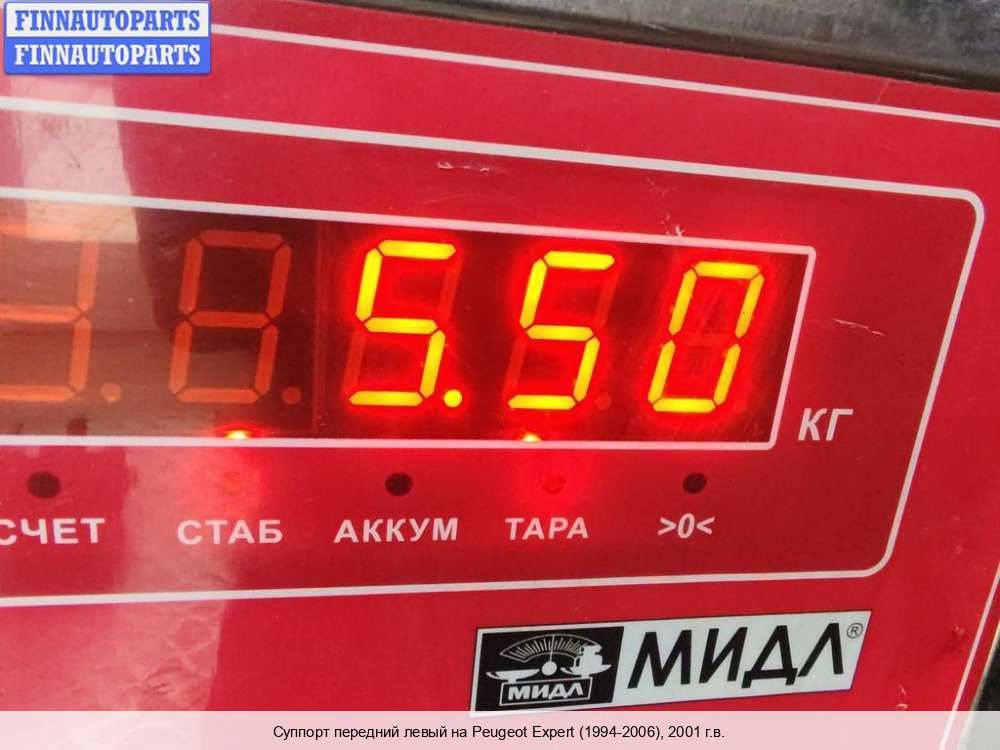 FINNAUTOPARTS
FINNAUTOPARTS
5.50
КГ
СЧЕТ СТАБ АККУМ ТАРА >0<
МИДЛ МИДЛ®
Суппорт передний левый на Peugeot Expert (1994-2006), 2001 г.в.